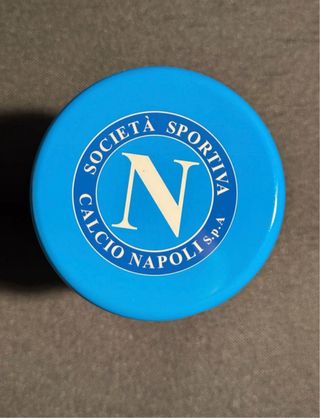 SOCIETÀ SPORTIVA
N
CALCIO NAPOLI S.p.A